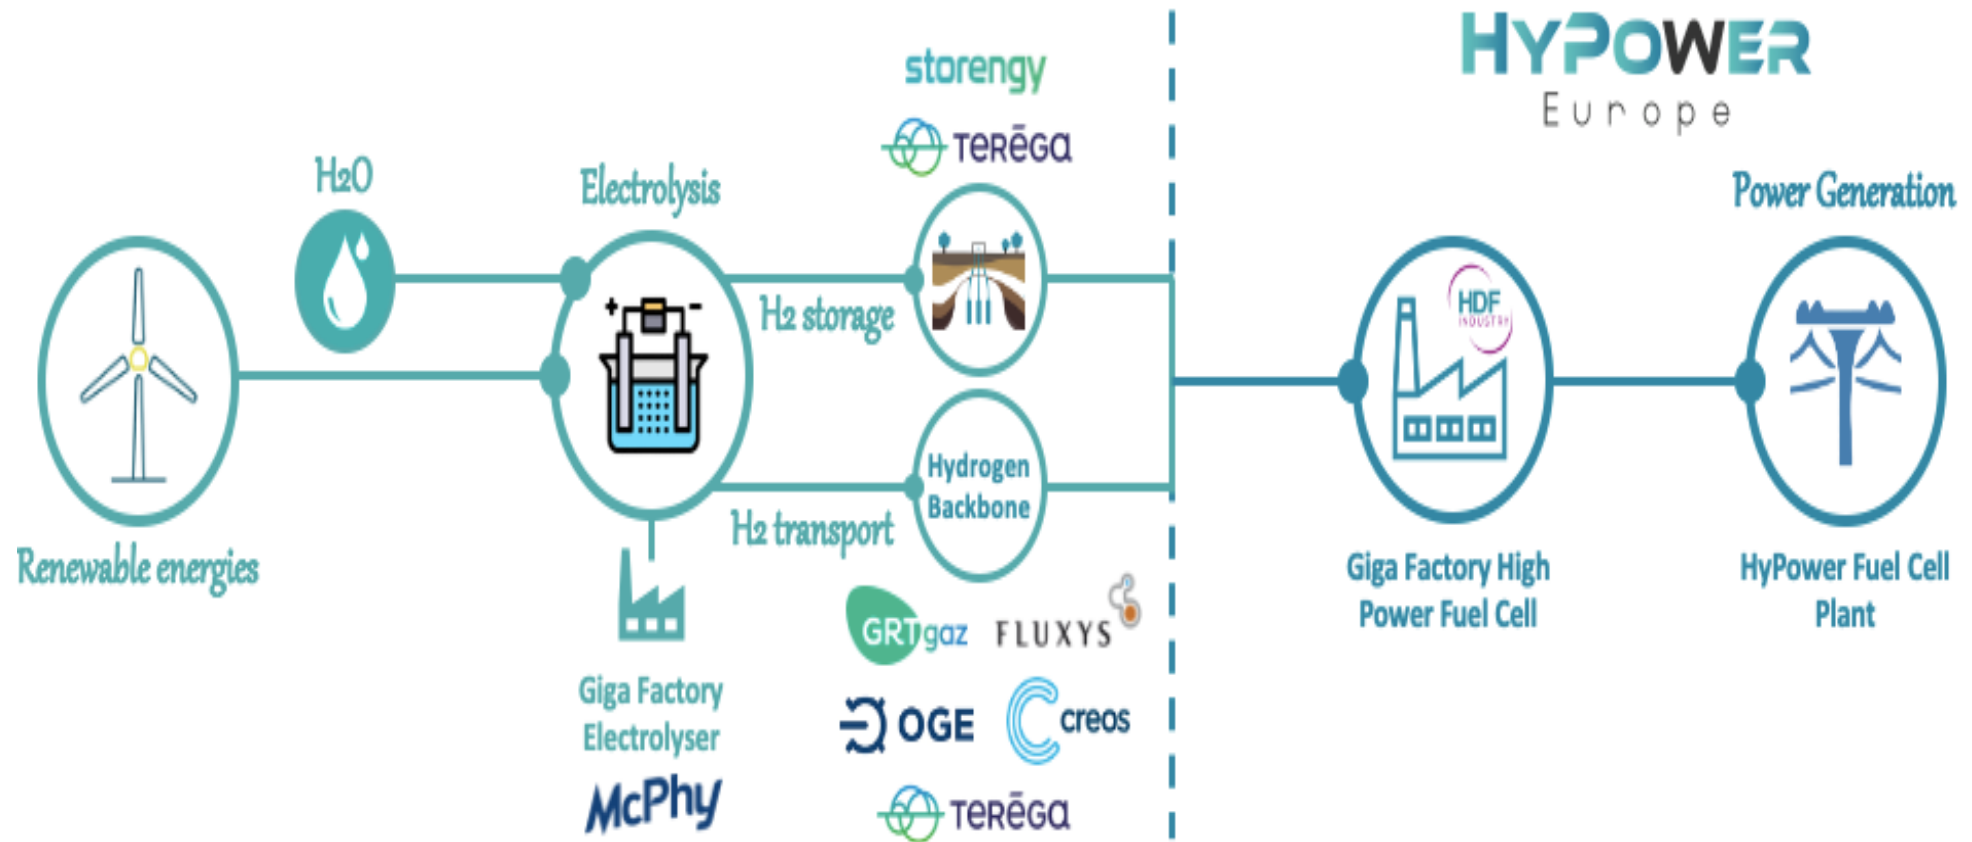 storengy
TERĒGA
HYPOWER
Europe
H2O
Electrolysis
Power Generation
H2 storage
+ -
HDF
INDUSTRY
Hydrogen
Backbone
H2 transport
Renewable energies
Giga Factory High
Power Fuel Cell
HyPower Fuel Cell
Plant
GRTgaz
FLUXYS
Giga Factory
Electrolyser
McPhy
OGE
creos
TERĒGA